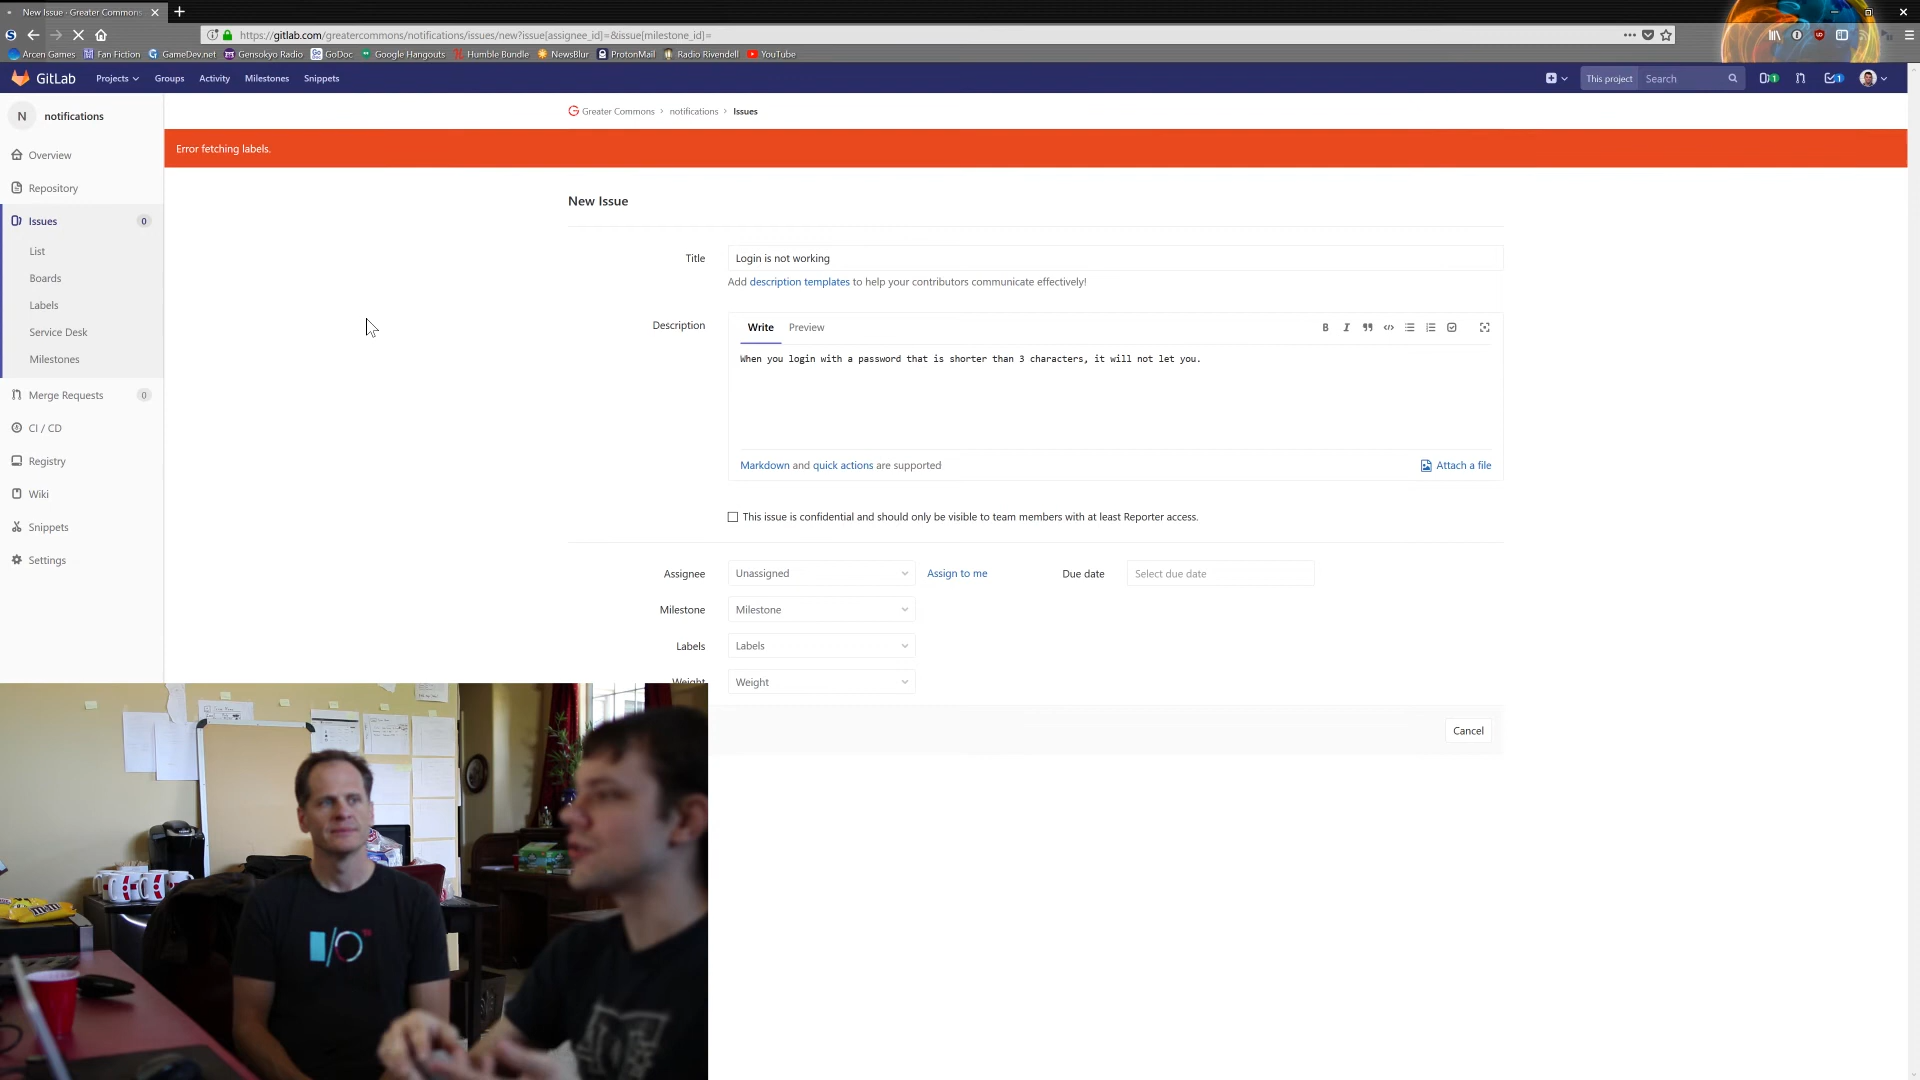 New Issue · Greater Commons
https://gitlab.com/greatercommons/notifications/issues/new?issue[assignee_id]=&issue[milestone_id]=
Arcen Games Fan Fiction GameDev.net Gensokyo Radio GoDoc Google Hangouts Humble Bundle NewsBlur ProtonMail Radio Rivendell YouTube
GitLab Projects Groups Activity Milestones Snippets This project Search 1 1
N notifications
Greater Commons › notifications › Issues
Error fetching labels.
Overview
Repository
Issues 0
List
Boards
Labels
Service Desk
Milestones
Merge Requests 0
CI / CD
Registry
Wiki
Snippets
Settings
New Issue
Title Login is not working
Add description templates to help your contributors communicate effectively!
Description Write Preview
When you login with a password that is shorter than 3 characters, it will not let you.
Markdown and quick actions are supported Attach a file
This issue is confidential and should only be visible to team members with at least Reporter access.
Assignee Unassigned Assign to me Due date Select due date
Milestone Milestone
Labels Labels
Weight Weight
Cancel
I/O